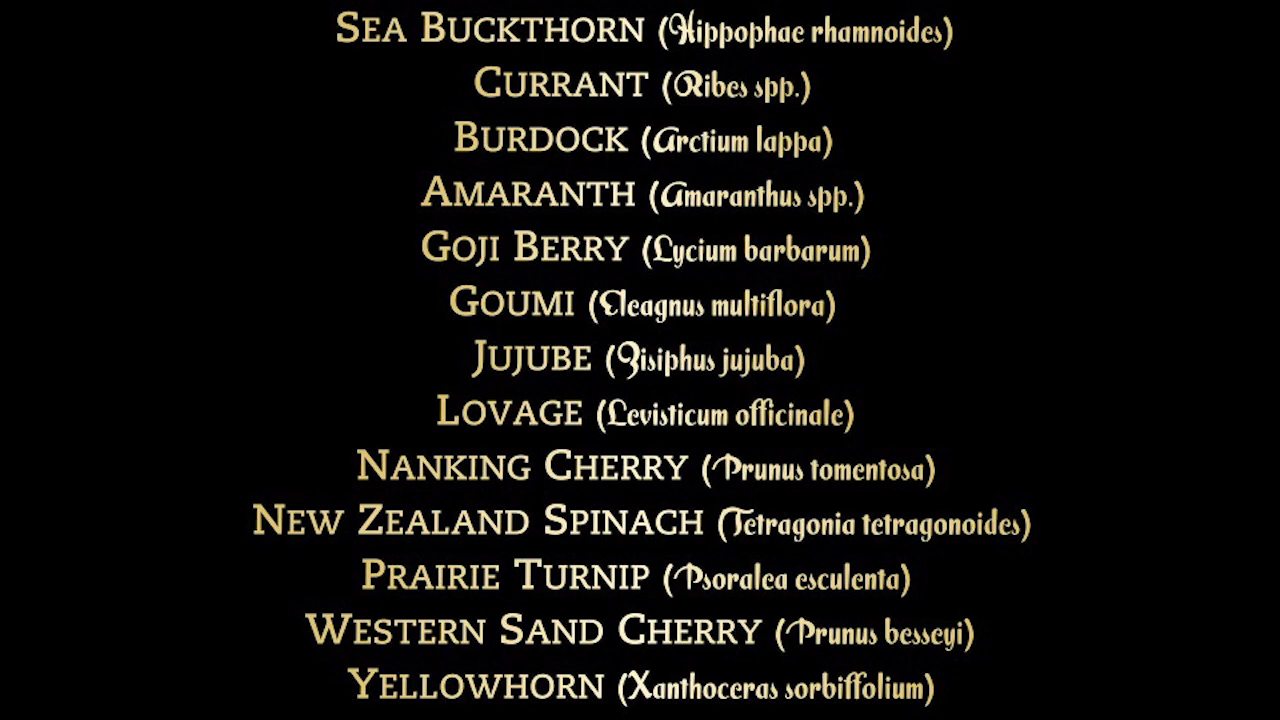 Sea Buckthorn (Hippophae rhamnoides)
Currant (Ribes spp.)
Burdock (Arctium lappa)
Amaranth (Amaranthus spp.)
Goji Berry (Lycium barbarum)
Goumi (Eleagnus multiflora)
Jujube (Zisiphus jujuba)
Lovage (Levisticum officinale)
Nanking Cherry (Prunus tomentosa)
New Zealand Spinach (Tetragonia tetragonoides)
Prairie Turnip (Psoralea esculenta)
Western Sand Cherry (Prunus besseyi)
Yellowhorn (Xanthoceras sorbiffolium)